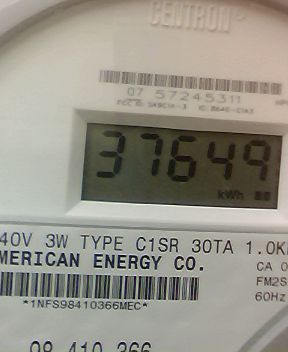 CENTRON
07 57245311
37649
kWh
40V 3W TYPE C1SR 30TA 1.0K
MERICAN ENERGY CO.
CA 0
FM2S
60Hz
*1NFS98410366MEC*
98 410 366